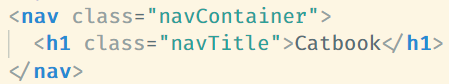 <nav class="navContainer">
<h1 class="navTitle">Catbook</h1>
</nav>